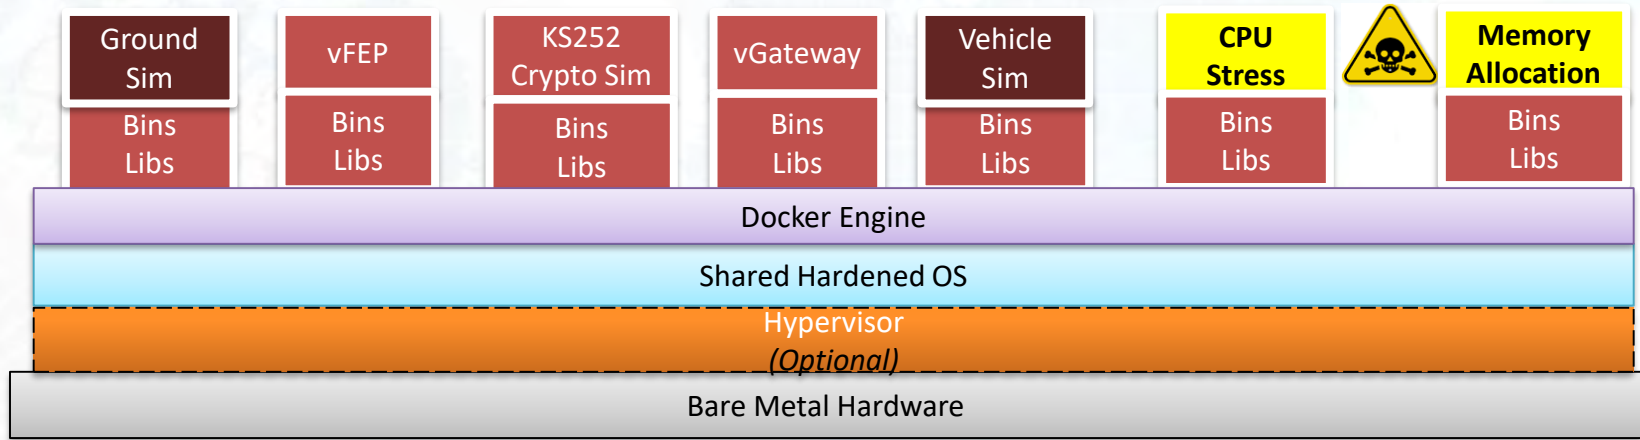 Ground
Sim
Bins
Libs
vFEP
Bins
Libs
KS252
Crypto Sim
Bins
Libs
vGateway
Bins
Libs
Vehicle
Sim
Bins
Libs
CPU
Stress
Bins
Libs
Memory
Allocation
Bins
Libs
Docker Engine
Shared Hardened OS
Hypervisor
(Optional)
Bare Metal Hardware